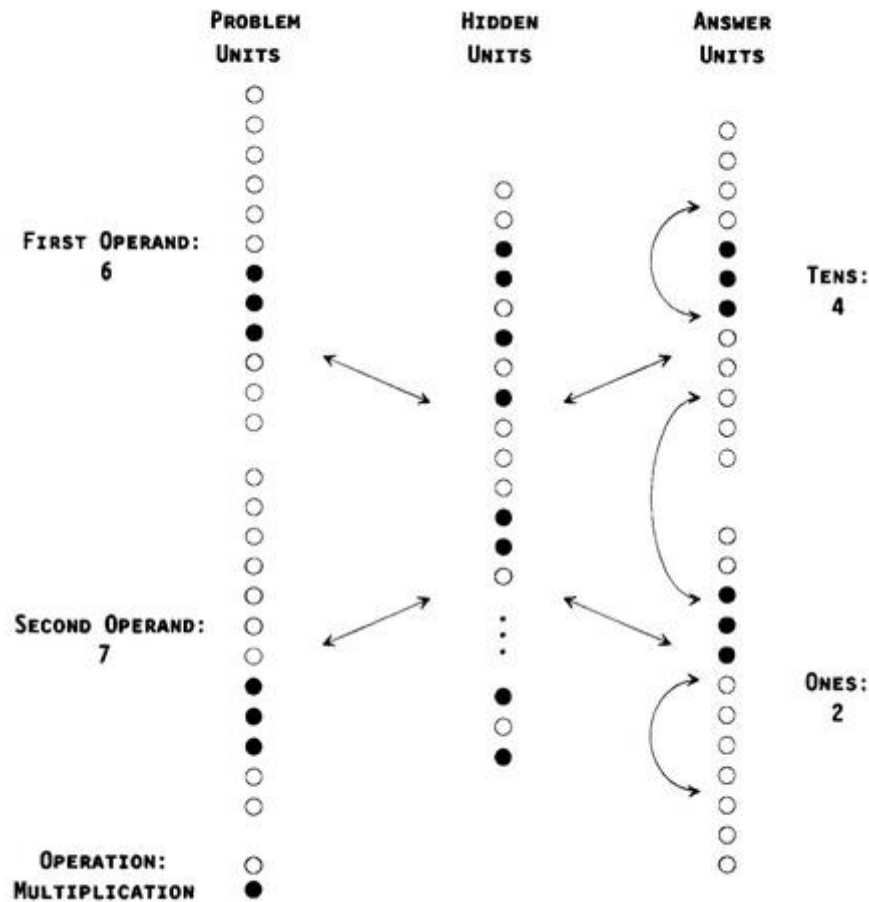 PROBLEM
UNITS
HIDDEN
UNITS
ANSWER
UNITS
FIRST OPERAND:
6
TENS:
4
SECOND OPERAND:
7
ONES:
2
OPERATION:
MULTIPLICATION